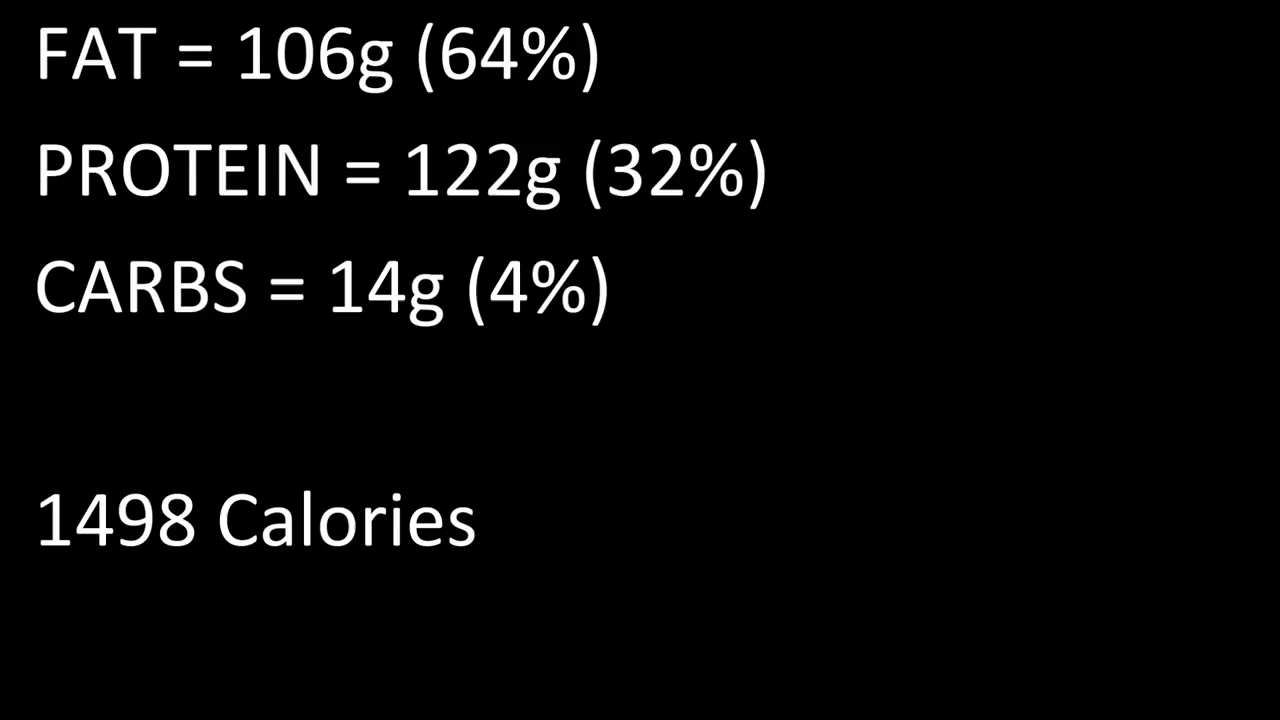 FAT = 106g (64%)
PROTEIN = 122g (32%)
CARBS = 14g (4%)
1498 Calories